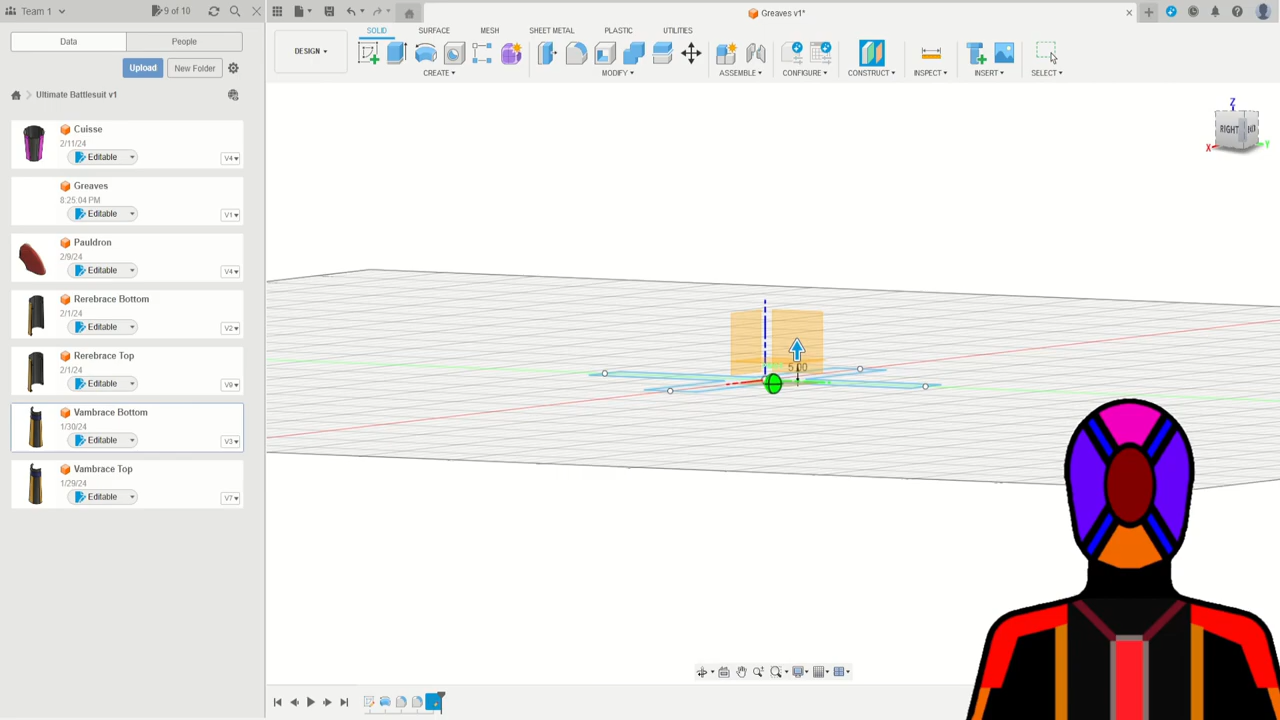 Team 1
9 of 10
Greaves v1*
Data
People
Upload
New Folder
Ultimate Battlesuit v1
Cuisse
2/11/24
Editable
V4
Greaves
8:25:04 PM
Editable
V1
Pauldron
2/9/24
Editable
V4
Rerebrace Bottom
2/1/24
Editable
V2
Rerebrace Top
2/1/24
Editable
V9
Vambrace Bottom
1/30/24
Editable
V3
Vambrace Top
1/29/24
Editable
V7
DESIGN
SOLID
SURFACE
MESH
SHEET METAL
PLASTIC
UTILITIES
CREATE
MODIFY
ASSEMBLE
CONFIGURE
CONSTRUCT
INSPECT
INSERT
SELECT
Z
RIGHT
X
Y
5.00